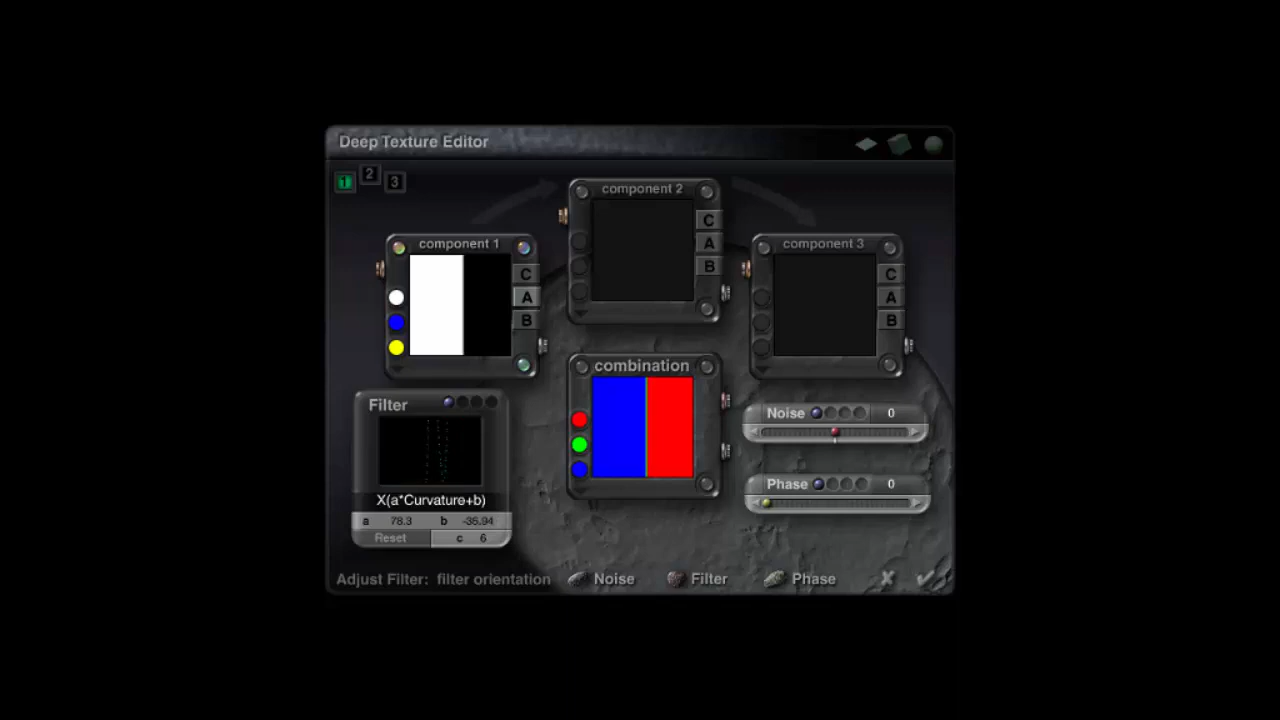 Deep Texture Editor
1 2 3
component 1
C
A
B
component 2
C
A
B
component 3
C
A
B
combination
Filter
X(a*Curvature+b)
a 78.3 b -36.94
Reset c 6
Noise 0
Phase 0
Adjust Filter: filter orientation Noise Filter Phase